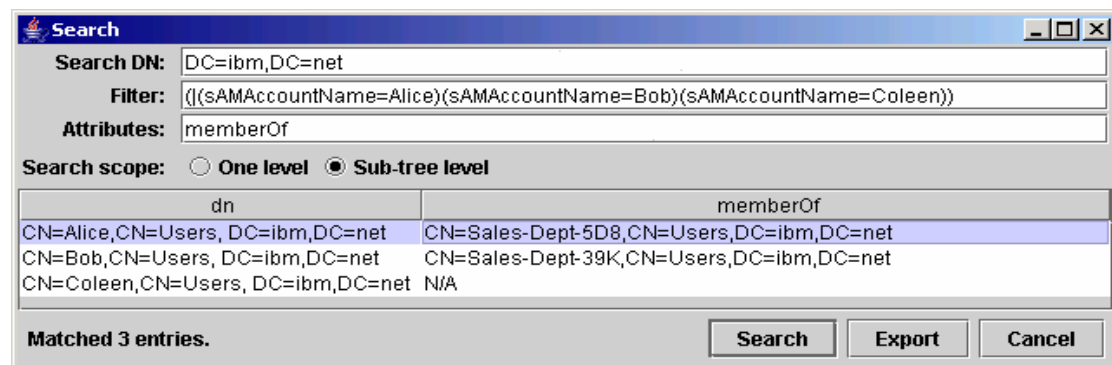 Search
Search DN: DC=ibm,DC=net
Filter: (|(sAMAccountName=Alice)(sAMAccountName=Bob)(sAMAccountName=Coleen))
Attributes: memberOf
Search scope: One level Sub-tree level
dn memberOf
CN=Alice,CN=Users, DC=ibm,DC=net CN=Sales-Dept-5D8,CN=Users,DC=ibm,DC=net
CN=Bob,CN=Users, DC=ibm,DC=net CN=Sales-Dept-39K,CN=Users,DC=ibm,DC=net
CN=Coleen,CN=Users, DC=ibm,DC=net N/A
Matched 3 entries. Search Export Cancel